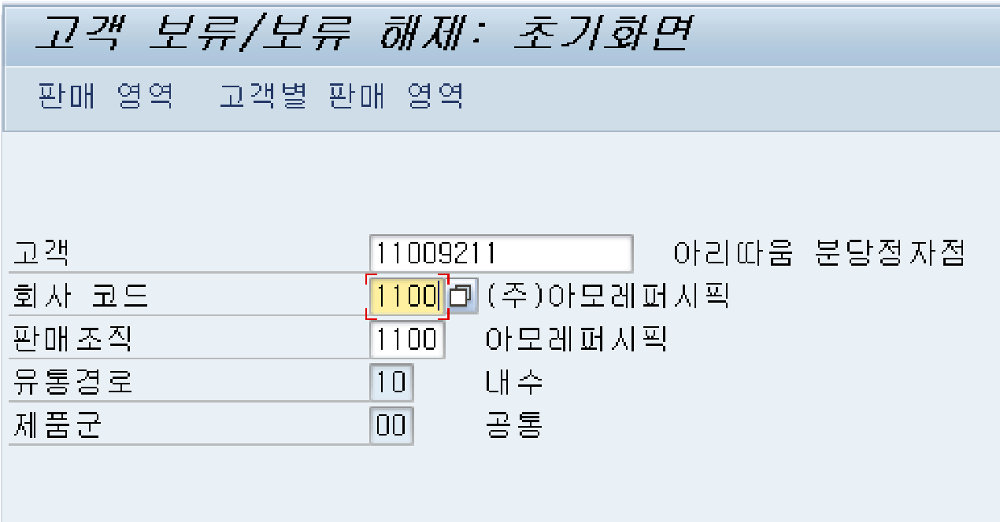 고객 보류/보류 해제: 초기화면
판매 영역 고객별 판매 영역
고객 11009211 아리따움 분당정자점
회사 코드 1100 (주)아모레퍼시픽
판매조직 1100 아모레퍼시픽
유통경로 10 내수
제품군 00 공통